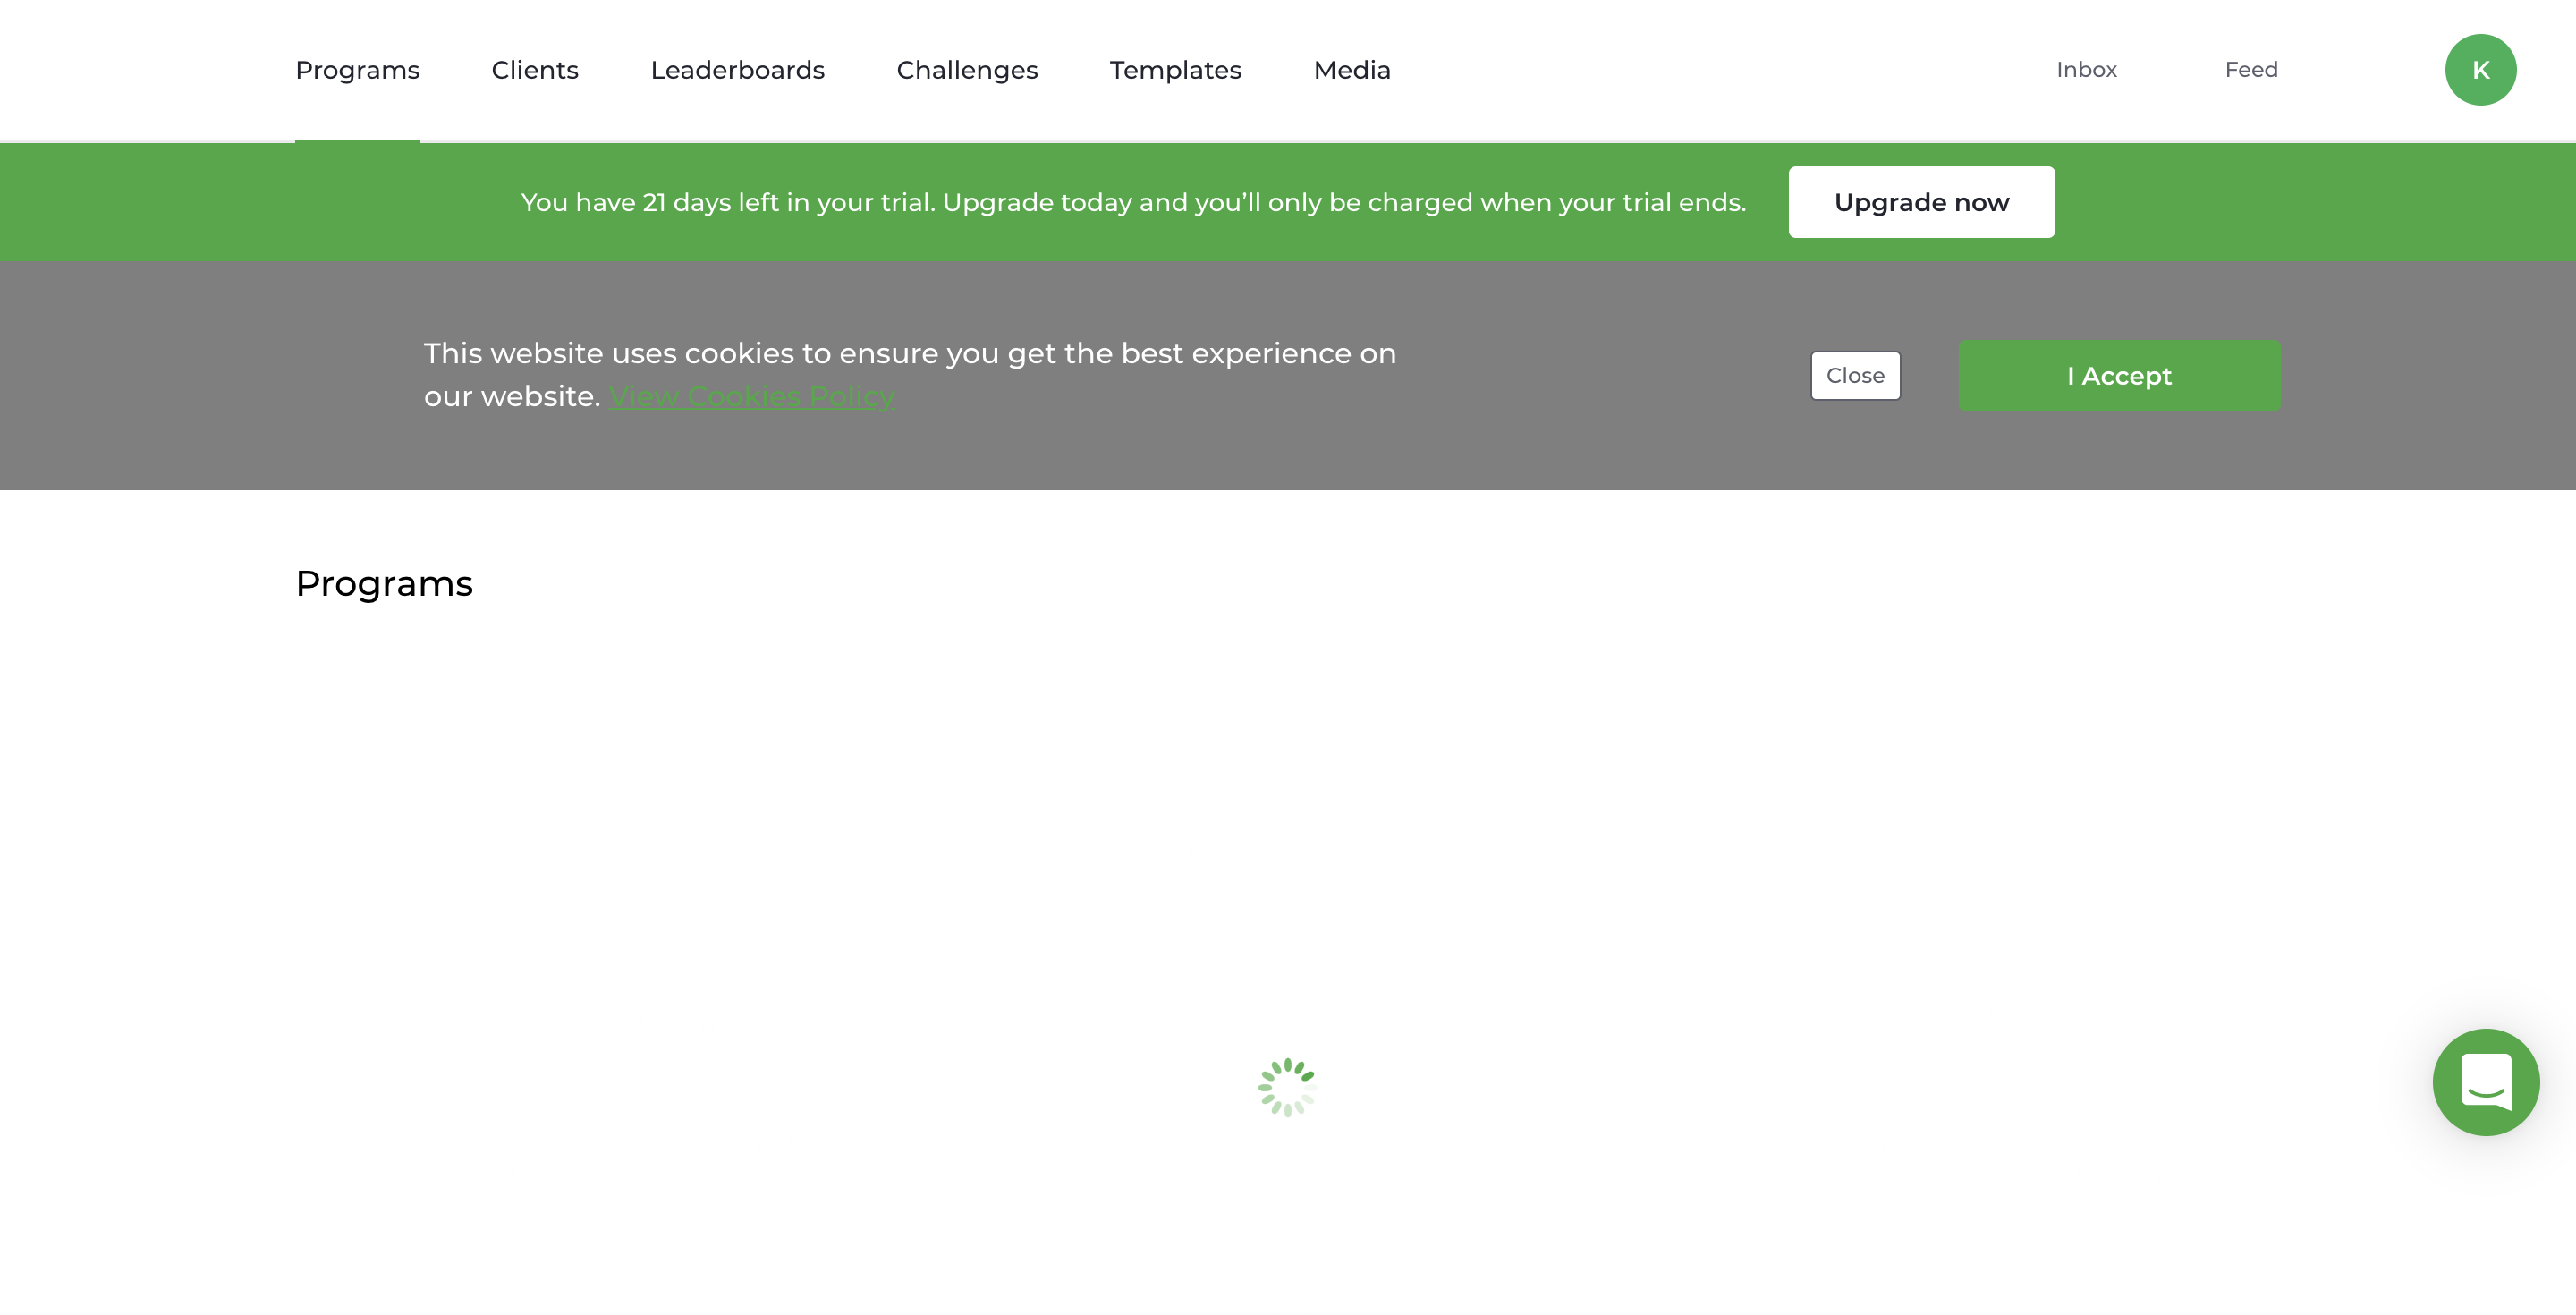 Programs Clients Leaderboards Challenges Templates Media Inbox Feed K
You have 21 days left in your trial. Upgrade today and you’ll only be charged when your trial ends. Upgrade now
This website uses cookies to ensure you get the best experience on
our website. View Cookies Policy
Close I Accept
Programs